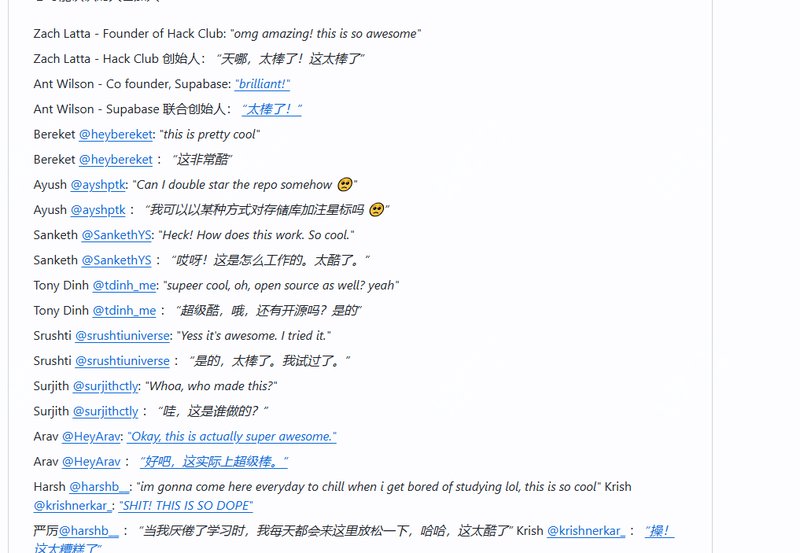 Zach Latta - Founder of Hack Club: "omg amazing! this is so awesome"
Zach Latta - Hack Club 创始人： “天哪，太棒了！这太棒了”
Ant Wilson - Co founder, Supabase: "brilliant!"
Ant Wilson - Supabase 联合创始人： “太棒了！”
Bereket @heybereket: "this is pretty cool"
Bereket @heybereket ： “这非常酷”
Ayush @ayshptk: "Can I double star the repo somehow 🥺"
Ayush @ayshptk ： “我可以以某种方式对存储库加注星标吗 🥺”
Sanketh @SankethYS: "Heck! How does this work. So cool."
Sanketh @SankethYS ： “哎呀！这是怎么工作的。太酷了。”
Tony Dinh @tdinh_me: "supeer cool, oh, open source as well? yeah"
Tony Dinh @tdinh_me ： “超级酷，哦，还有开源吗？是的”
Srushti @srushtiuniverse: "Yess it's awesome. I tried it."
Srushti @srushtiuniverse ： “是的，太棒了。我试过了。”
Surjith @surjithctly: "Whoa, who made this?"
Surjith @surjithctly ： “哇，这是谁做的？”
Arav @HeyArav: "Okay, this is actually super awesome."
Arav @HeyArav ： “好吧，这实际上超级棒。”
Harsh @harshb__: "im gonna come here everyday to chill when i get bored of studying lol, this is so cool" Krish
@krishnerkar_: "SHIT! THIS IS SO DOPE"
严厉@harshb__ ： “当我厌倦了学习时，我每天都会来这里放松一下，哈哈，这太酷了” Krish @krishnerkar_ ： “操！
这太糟糕了”